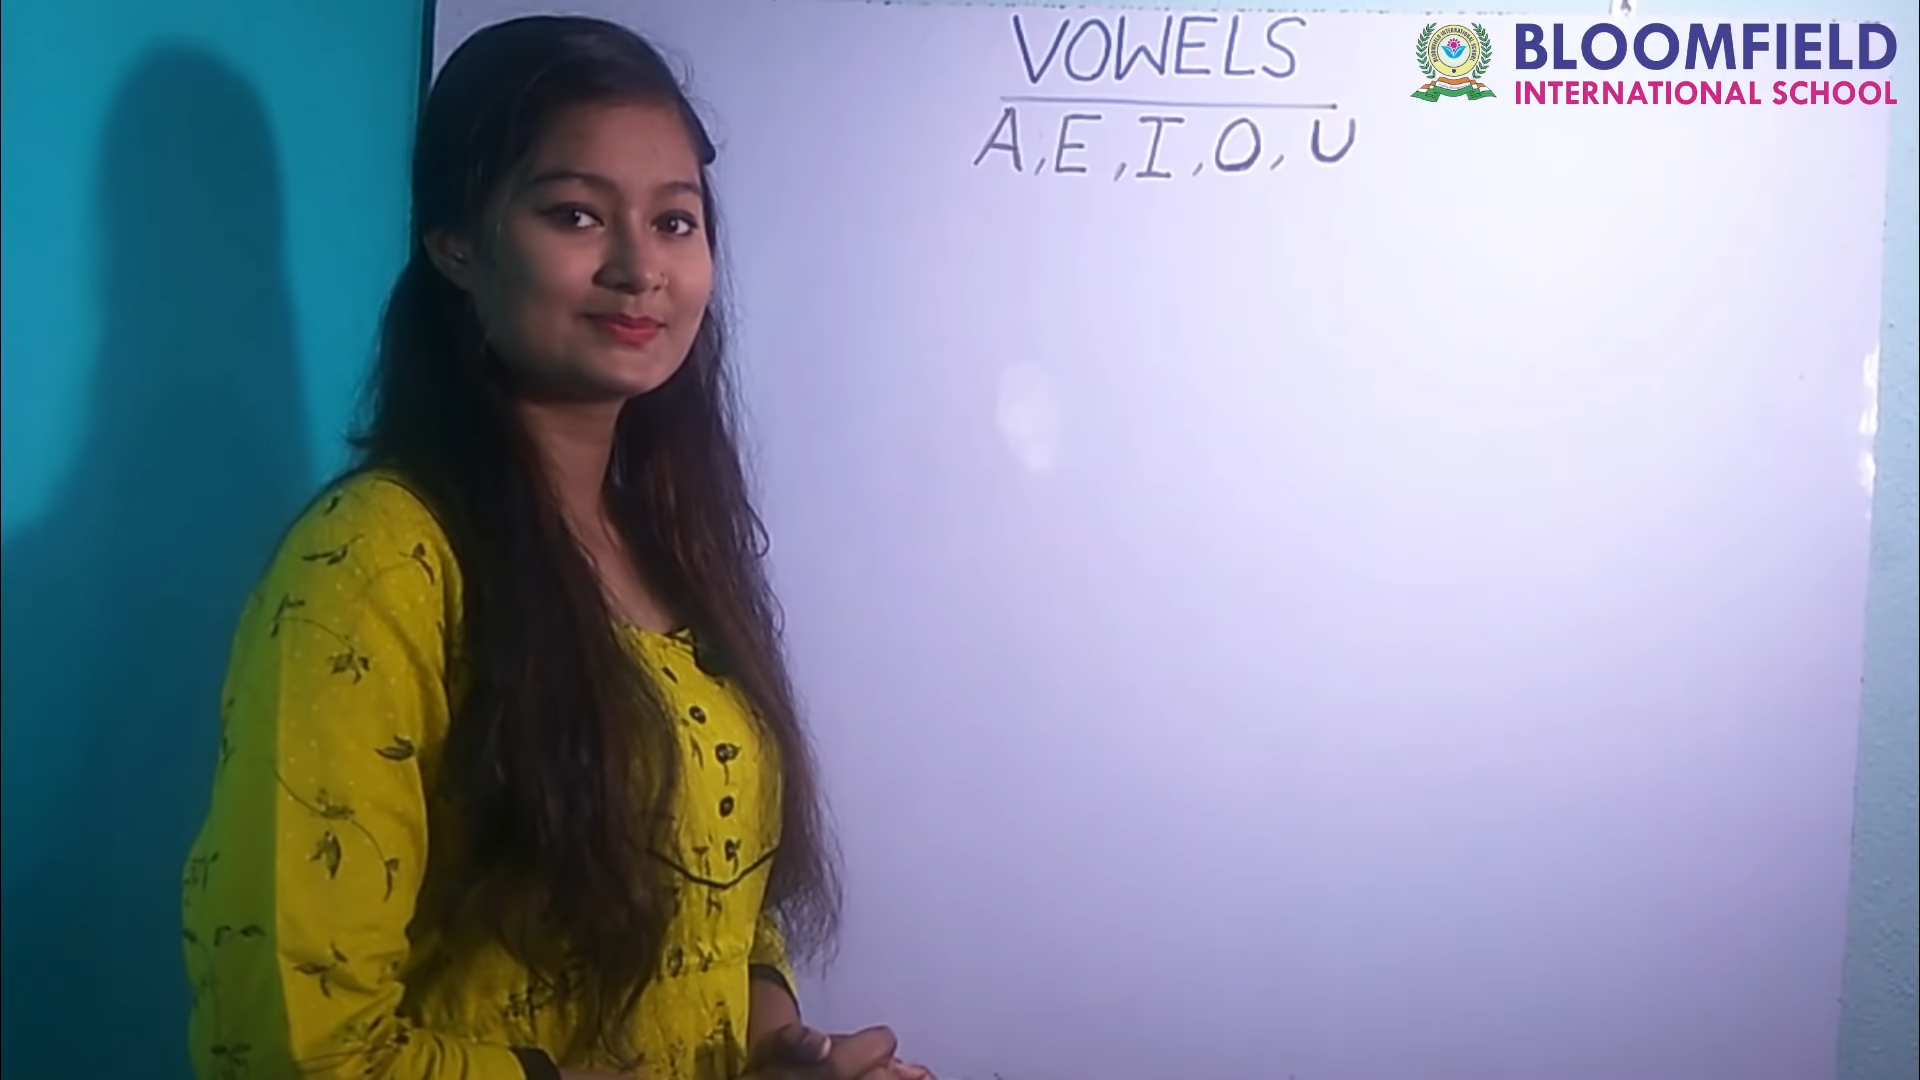 VOWELS
A, E, I, O, U
BLOOMFIELD
INTERNATIONAL SCHOOL